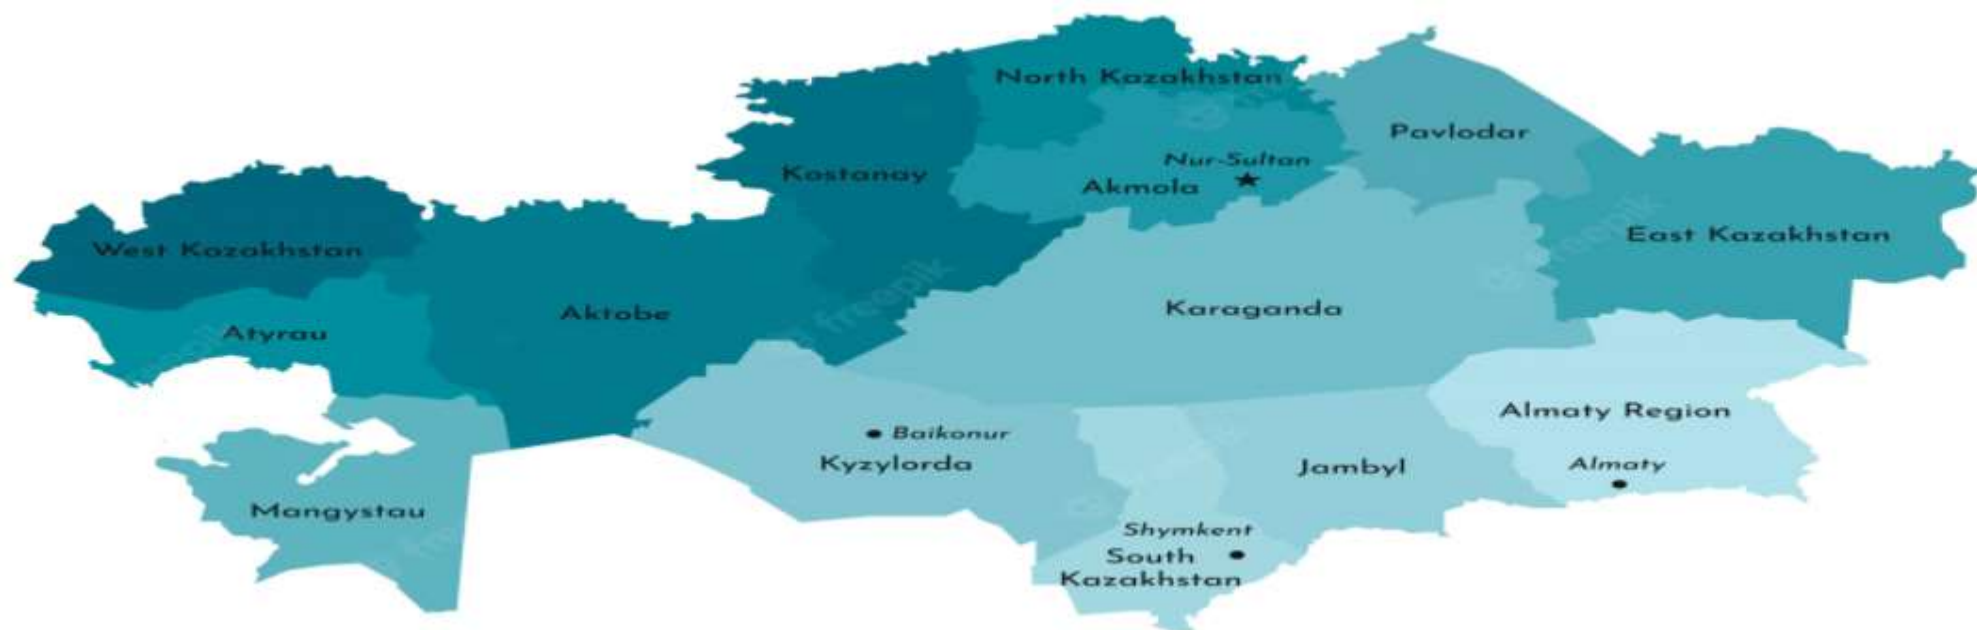 North Kazakhstan
Pavlodar
Kostanay
Nur-Sultan
Akmola
East Kazakhstan
West Kazakhstan
Aktobe
Karaganda
Atyrau
Almaty Region
Baikonur
Kyzylorda
Jambyl
Almaty
Mangystau
Shymkent
South
Kazakhstan
freepik